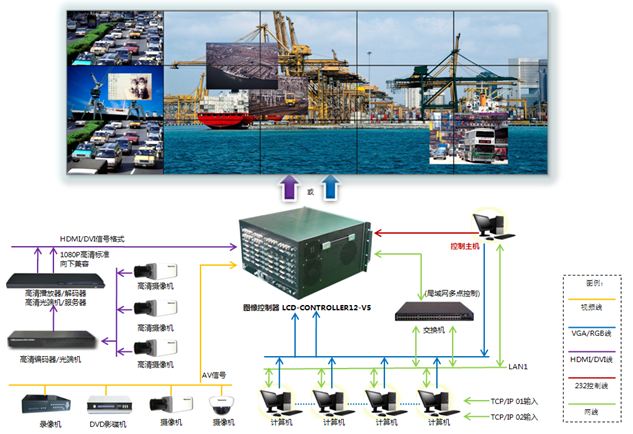 或
HDMI/DVI信号格式
1080P高清标准
向下兼容
高清播放器/解码器
高清光端机/服务器
高清摄像机
高清摄像机
高清摄像机
高清编码器/光端机
图像控制器 LCD CONTROLLER12-V5
控制主机
(局域网多点控制)
交换机
AV信号
LAN1
录像机
DVD影碟机
摄像机
摄像机
计算机
计算机
计算机
计算机
TCP/IP 01输入
TCP/IP 02输入
图例:
视频线
VGA/RGB线
HDMI/DVI线
232控制线
网线